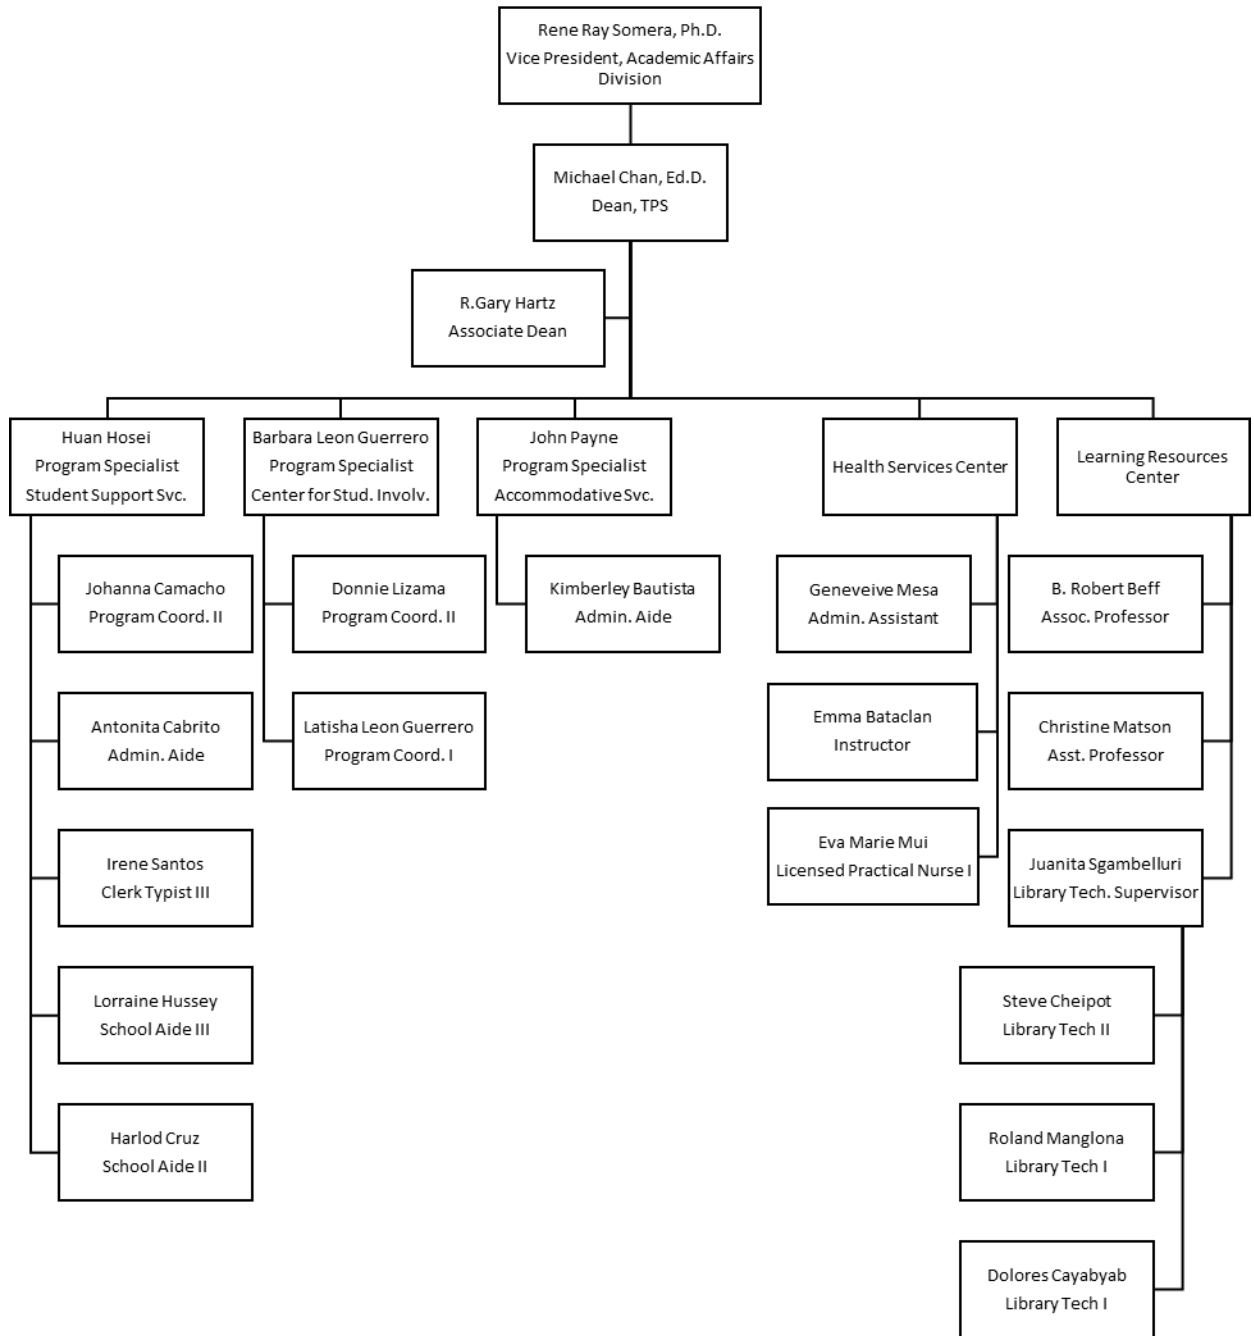 Rene Ray Somera, Ph.D.
Vice President, Academic Affairs
Division
Michael Chan, Ed.D.
Dean, TPS
R.Gary Hartz
Associate Dean
Huan Hosei
Program Specialist
Student Support Svc.
Barbara Leon Guerrero
Program Specialist
Center for Stud. Involv.
John Payne
Program Specialist
Accommodative Svc.
Health Services Center
Learning Resources
Center
Johanna Camacho
Program Coord. II
Antonita Cabrito
Admin. Aide
Irene Santos
Clerk Typist III
Lorraine Hussey
School Aide III
Harlod Cruz
School Aide II
Donnie Lizama
Program Coord. II
Latisha Leon Guerrero
Program Coord. I
Kimberley Bautista
Admin. Aide
Geneveive Mesa
Admin. Assistant
Emma Bataclan
Instructor
Eva Marie Mui
Licensed Practical Nurse I
B. Robert Beff
Assoc. Professor
Christine Matson
Asst. Professor
Juanita Sgambelluri
Library Tech. Supervisor
Steve Cheipot
Library Tech II
Roland Manglona
Library Tech I
Dolores Cayabyab
Library Tech I